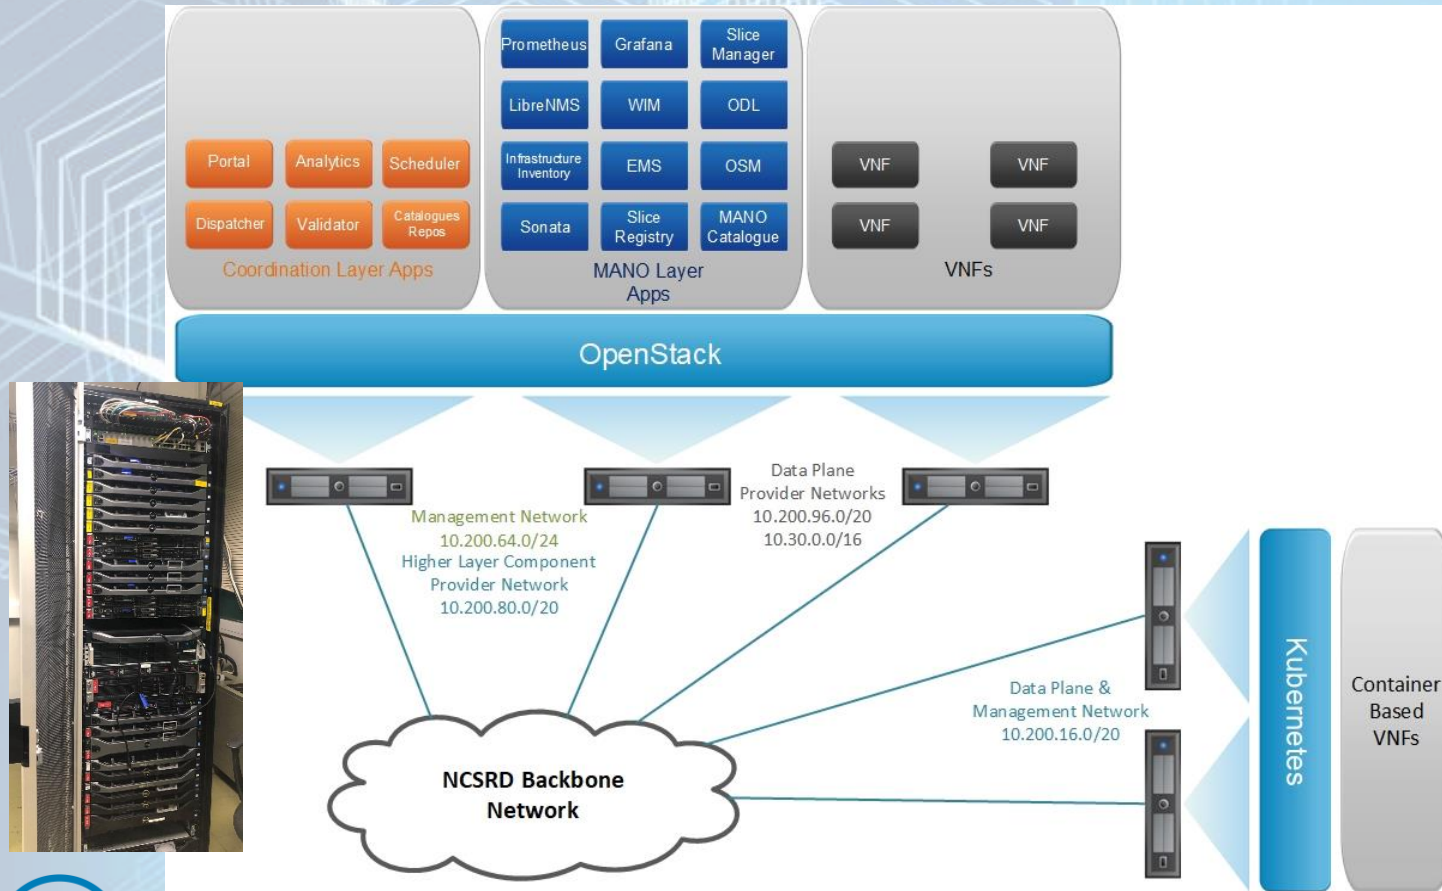 Prometheus
Grafana
Slice
Manager
LibreNMS
WIM
ODL
Portal
Analytics
Scheduler
Infrastructure
Inventory
EMS
OSM
VNF
VNF
Dispatcher
Validator
Catalogues
Repos
Sonata
Slice
Registry
MANO
Catalogue
VNF
VNF
Coordination Layer Apps
MANO Layer
Apps
VNFs
OpenStack
Management Network
10.200.64.0/24
Higher Layer Component
Provider Network
10.200.80.0/20
Data Plane
Provider Networks
10.200.96.0/20
10.30.0.0/16
Data Plane &
Management Network
10.200.16.0/20
Kubernetes
Container
Based
VNFs
NCSRD Backbone
Network